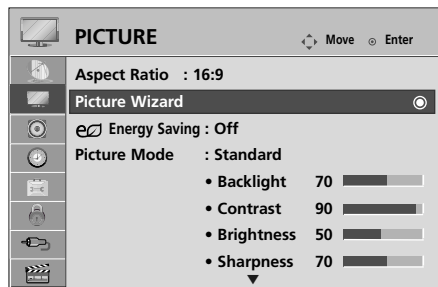 PICTURE Move Enter
Aspect Ratio : 16:9
Picture Wizard
Energy Saving : Off
Picture Mode : Standard
• Backlight 70
• Contrast 90
• Brightness 50
• Sharpness 70